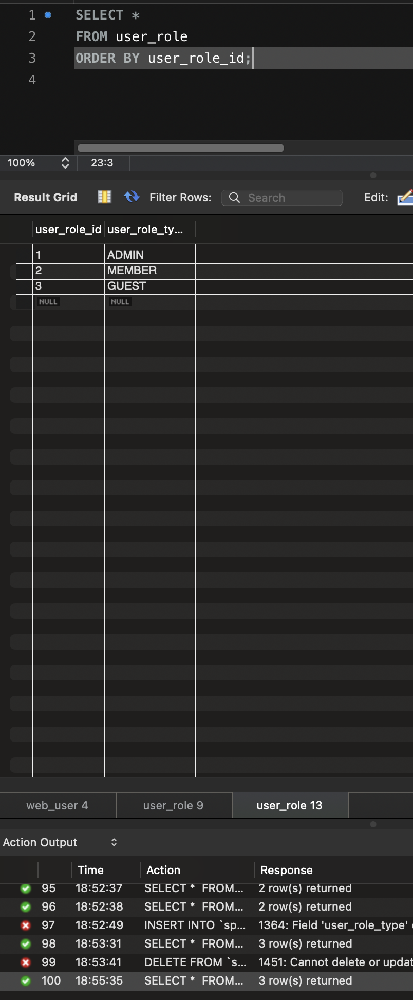 1 SELECT *
2 FROM user_role
3 ORDER BY user_role_id;
4
100% 23:3
Result Grid Filter Rows: Search Edit:
user_role_id user_role_ty...
1 ADMIN
2 MEMBER
3 GUEST
NULL NULL
web_user 4 user_role 9 user_role 13
Action Output
Time Action Response
95 18:52:37 SELECT * FROM... 2 row(s) returned
96 18:52:38 SELECT * FROM... 2 row(s) returned
97 18:52:49 INSERT INTO `sp... 1364: Field 'user_role_type'
98 18:53:31 SELECT * FROM... 3 row(s) returned
99 18:53:41 DELETE FROM `s... 1451: Cannot delete or updat
100 18:55:35 SELECT * FROM... 3 row(s) returned